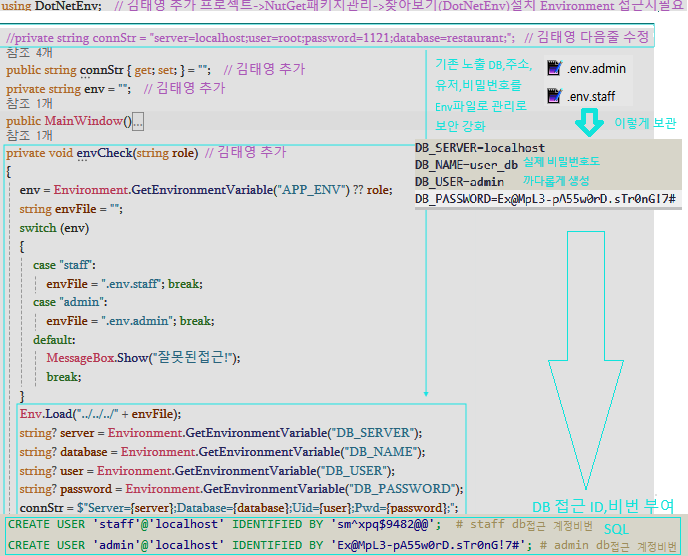 using DotNetEnv;   // 김태영 추가 프로젝트->NutGet패키지관리->찾아보기(DotNetEnv)설치 Environment 접근시필요
//private string connStr = "server=localhost;user=root;password=1121;database=restaurant;";   // 김태영 다음줄 수정
참조 4개
public string connStr { get; set; } = "";   // 김태영 추가
private string env = "";   // 김태영 추가
참조 1개
public MainWindow()...
참조 1개
private void envCheck(string role)  // 김태영 추가
{
env = Environment.GetEnvironmentVariable("APP_ENV") ?? role;
string envFile = "";
switch (env)
{
case "staff":
envFile = ".env.staff"; break;
case "admin":
envFile = ".env.admin"; break;
default:
MessageBox.Show("잘못된접근!");
break;
}
Env.Load("../../../" + envFile);
string? server = Environment.GetEnvironmentVariable("DB_SERVER");
string? database = Environment.GetEnvironmentVariable("DB_NAME");
string? user = Environment.GetEnvironmentVariable("DB_USER");
string? password = Environment.GetEnvironmentVariable("DB_PASSWORD");
connStr = $"Server={server};Database={database};Uid={user};Pwd={password};";
기존 노출 DB,주소,
유저,비밀번호를
Env파일로 관리로
보안 강화
.env.admin
.env.staff
이렇게 보관
DB_SERVER=localhost
DB_NAME=user_db 실제 비밀번호도
DB_USER=admin 까다롭게 생성
DB_PASSWORD=Ex@MpL3-pA55w0rD.sTr0nG!7#
DB 접근 ID,비번 부여
CREATE USER 'staff'@'localhost' IDENTIFIED BY 'sm^xpq$9482@@';  # staff db접근 계정비번
SQL
CREATE USER 'admin'@'localhost' IDENTIFIED BY 'Ex@MpL3-pA55w0rD.sTr0nG!7#'; # admin db접근 계정비번